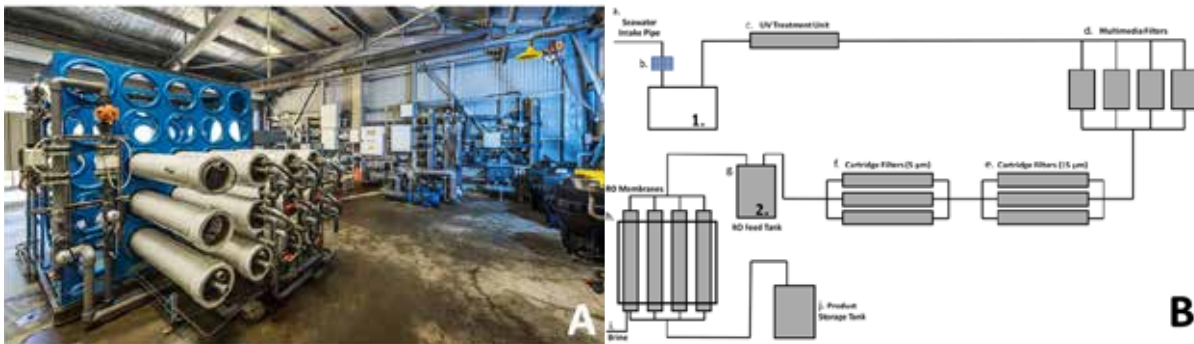 A
a.
Seawater
Intake Pipe
b.
1.
c. UV Treatment Unit
d. Multimedia Filters
e. Cartridge Filters (15 µm)
f. Cartridge Filters (5 µm)
g.
2.
RO Feed Tank
RO Membranes
h.
i.
Brine
j. Product
Storage Tank
B